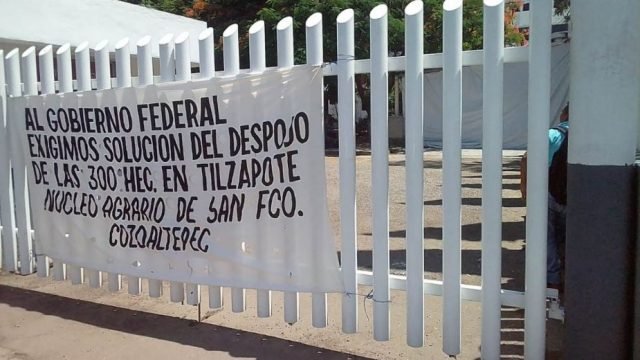 AL GOBIERNO FEDERAL
EXIGIMOS SOLUCION DEL DESPOJO
DE LAS 300 HEC. EN TILZAPOTE
NUCLEO AGRARIO DE SAN FCO.
COZOALTEPEC